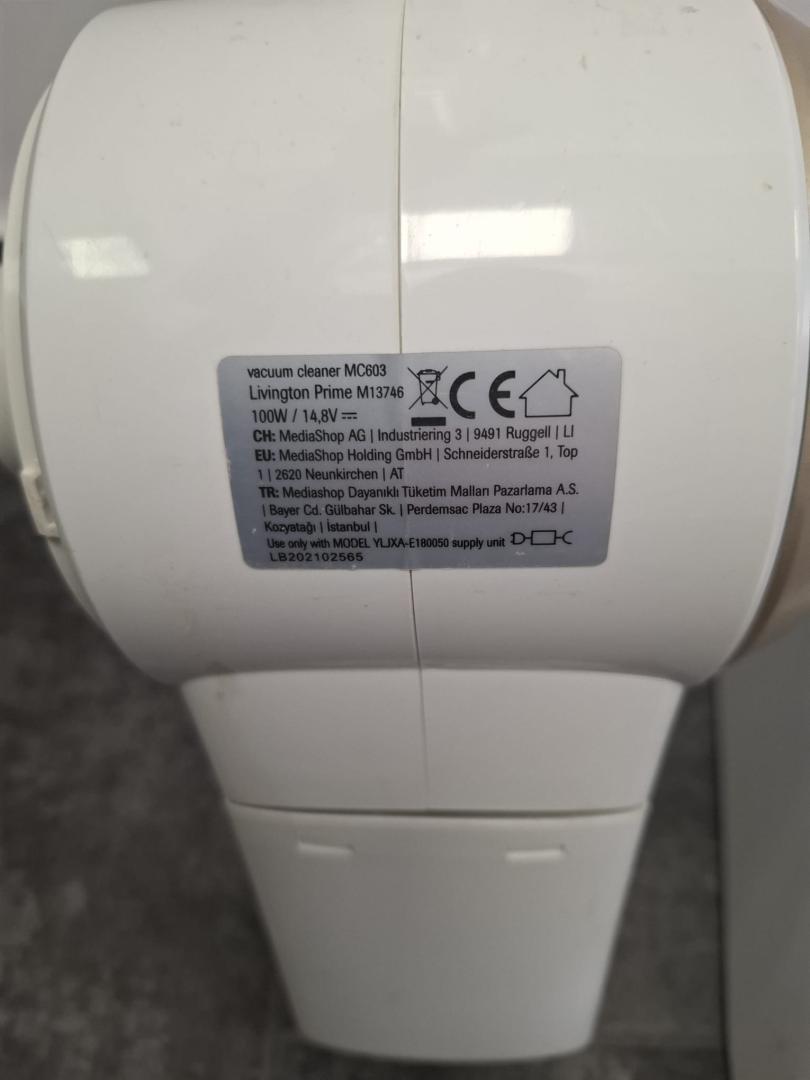 vacuum cleaner MC603
Livington Prime M13746
100W / 14,8V
CE
CH: MediaShop AG | Industriering 3 | 9491 Ruggell | LI
EU: MediaShop Holding GmbH | Schneiderstraße 1, Top
1 | 2620 Neunkirchen | AT
TR: Mediashop Dayanıklı Tüketim Malları Pazarlama A.S.
| Bayer Cd. Gülbahar Sk. | Perdemsac Plaza No:17/43 |
Kozyatağı | İstanbul |
Use only with MODEL YLJXA-E180050 supply unit
LB202102565